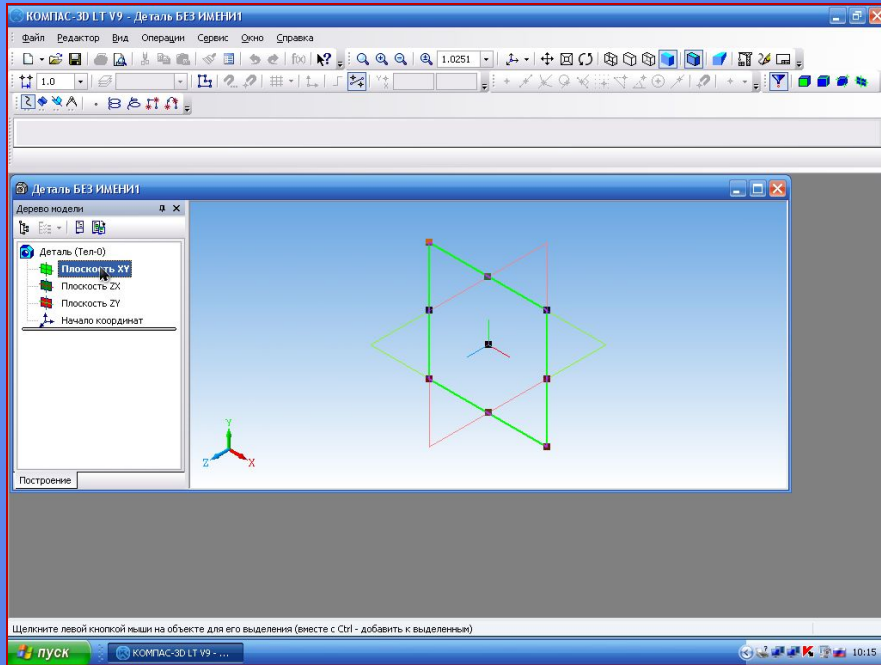 КОМПАС-3D LT V9 - Деталь БЕЗ ИМЕНИ1
Файл Редактор Вид Операции Сервис Окно Справка
1.0251
1.0
Деталь БЕЗ ИМЕНИ1
Дерево модели
Деталь (Тел-0)
Плоскость XY
Плоскость ZX
Плоскость ZY
Начало координат
Y
Z
X
Построение
Щелкните левой кнопкой мыши на объекте для его выделения (вместе с Ctrl - добавить к выделенным)
пуск
КОМПАС-3D LT V9 - ...
10:15